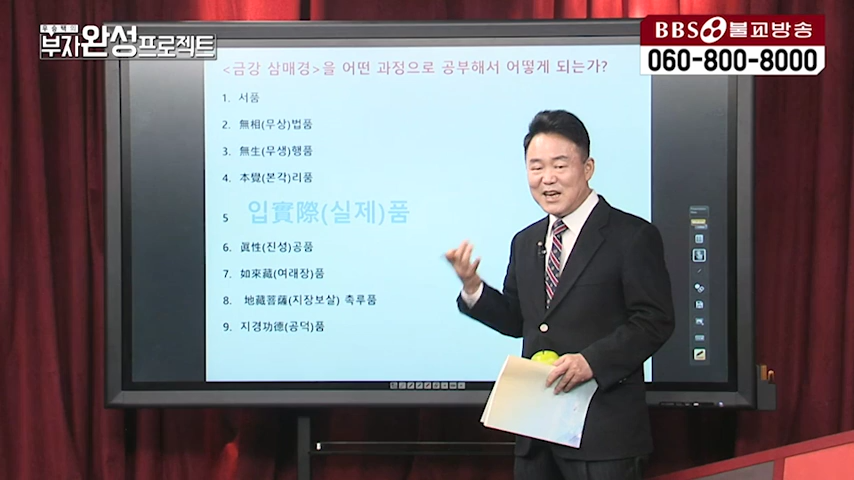 우승택의
부자완성프로젝트
BBS 불교방송
060-800-8000
<금강 삼매경>을 어떤 과정으로 공부해서 어떻게 되는가?
1. 서품
2. 無相(무상)법품
3. 無生(무생)행품
4. 本覺(본각)리품
5 입實際(실제)품
6. 眞性(진성)공품
7. 如來藏(여래장)품
8. 地藏菩薩(지장보살) 촉루품
9. 지경功德(공덕)품